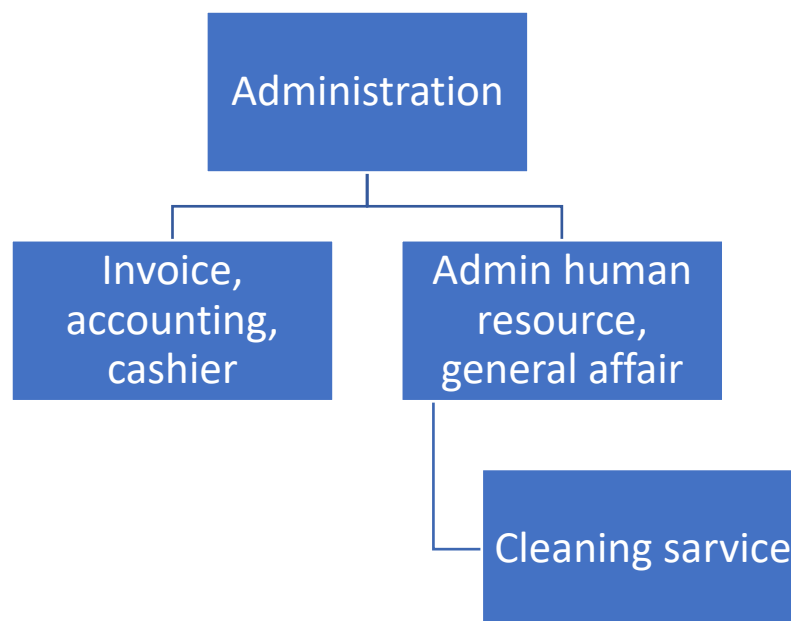 Administration
Invoice,
accounting,
cashier
Admin human
resource,
general affair
Cleaning sarvice